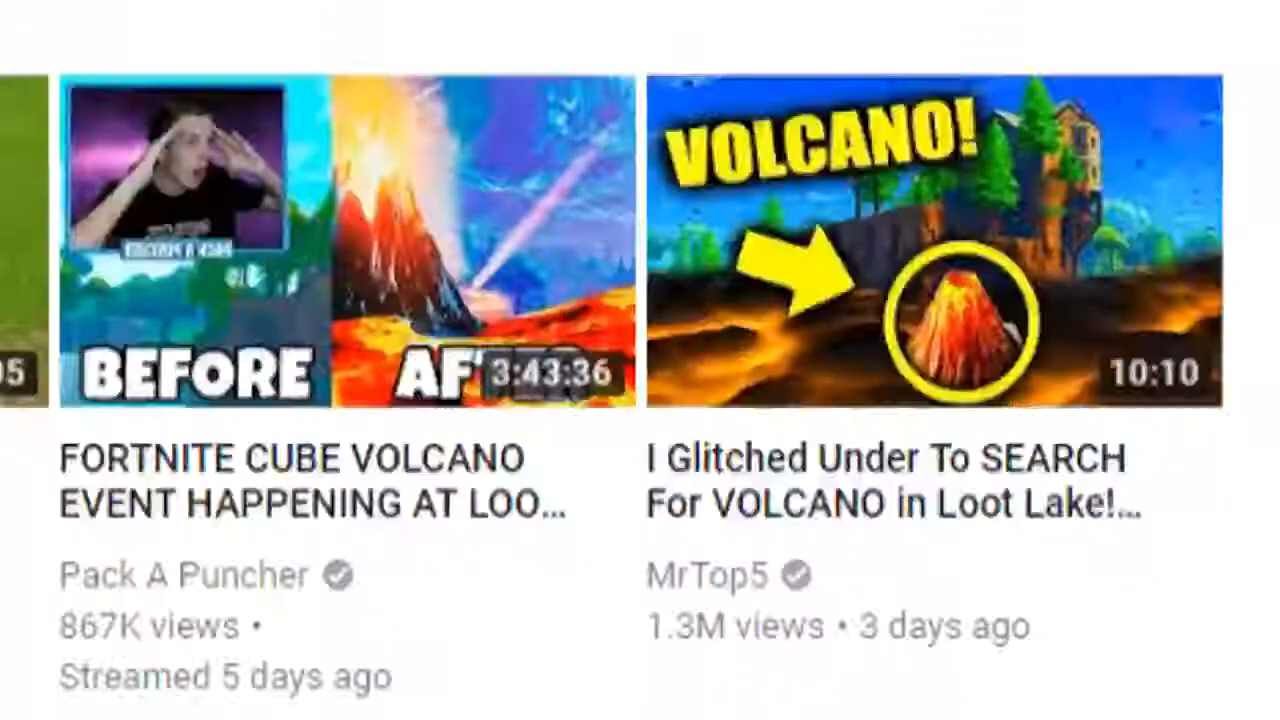 VOLCANO!
05
BEFORE
AF
3:43:36
10:10
FORTNITE CUBE VOLCANO
EVENT HAPPENING AT LOO...
Pack A Puncher
867K views •
Streamed 5 days ago
I Glitched Under To SEARCH
For VOLCANO in Loot Lake!...
MrTop5
1.3M views • 3 days ago